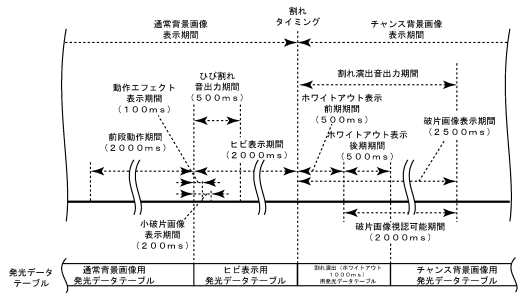 通常背景画像
表示期間
割れ
タイミング
チャンス背景画像
表示期間
割れ演出音出力期間
ひび割れ
音出力期間
(500ms)
動作エフェクト
表示期間
(100ms)
ホワイトアウト表示
前期期間
(500ms)
破片画像表示期間
(2500ms)
前段動作期間
(2000ms)
ヒビ表示期間
(2000ms)
ホワイトアウト表示
後期期間
(500ms)
小破片画像
表示期間
(200ms)
破片画像視認可能期間
(2000ms)
発光データ
テーブル
通常背景画像用
発光データテーブル
ヒビ表示用
発光データテーブル
割れ演出(ホワイトアウト
1000ms)
用発光データテーブル
チャンス背景画像用
発光データテーブル